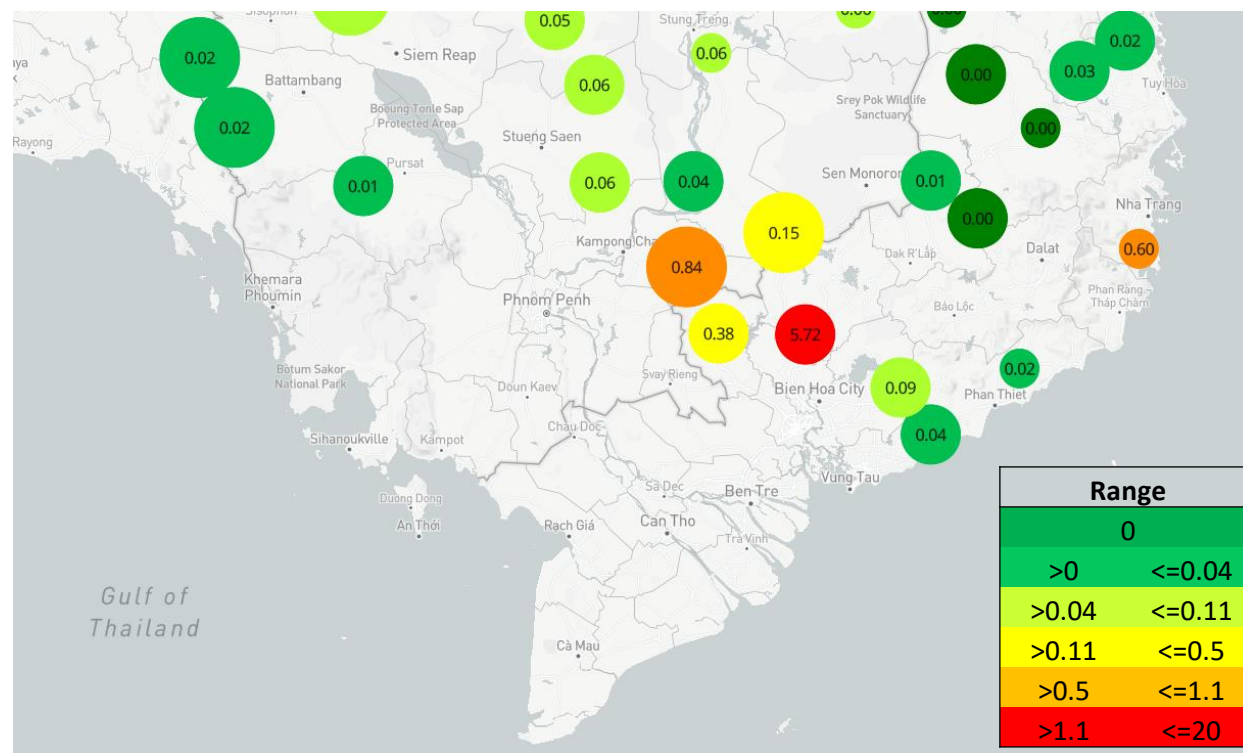 Sisophon
0.05
Stung Treng
0.06
0.00
0.02
Siem Reap
0.06
0.02
Battambang
0.06
0.00
0.03
Tuy Hòa
Boeung Tonle Sap
Protected Area
Srey Pok Wildlife
Sanctuary
0.02
Stueng Saen
0.00
Rayong
Pursat
0.01
0.06
0.04
Sen Monorom
0.01
Nha Trang
0.00
0.15
Kampong Cha
Dak R'Lấp
Dalat
0.60
0.84
Khemara
Phoumin
Phan Rang -
Tháp Chàm
Phnom Penh
Bảo Lộc
0.38
5.72
Botum Sakor
National Park
Doun Kaev
Svay Rieng
0.02
Bien Hoa City
0.09
Phan Thiet
Chau Doc
Sihanoukville
Kampot
0.04
Vung Tau
Duong Dong
Sa Dec
Ben Tre
An Thới
Rạch Giá
Can Tho
Trà Vinh
Gulf of
Thailand
Cà Mau
Range
0
>0 <=0.04
>0.04 <=0.11
>0.11 <=0.5
>0.5 <=1.1
>1.1 <=20